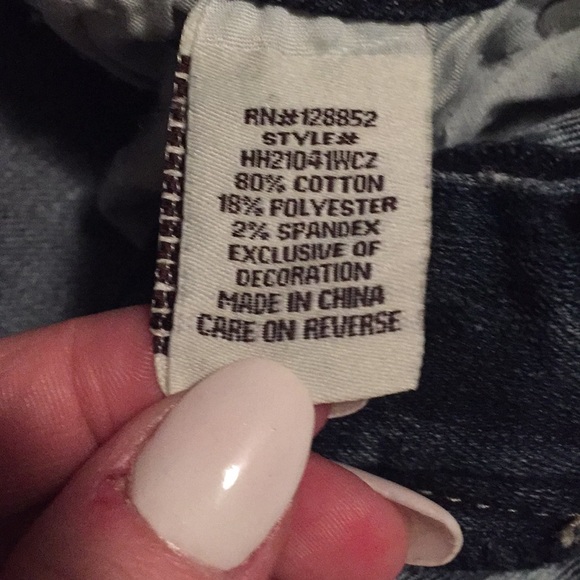 RN#128852
STYLE#
HH21041WCZ
80% COTTON
18% POLYESTER
2% SPANDEX
EXCLUSIVE OF
DECORATION
MADE IN CHINA
CARE ON REVERSE